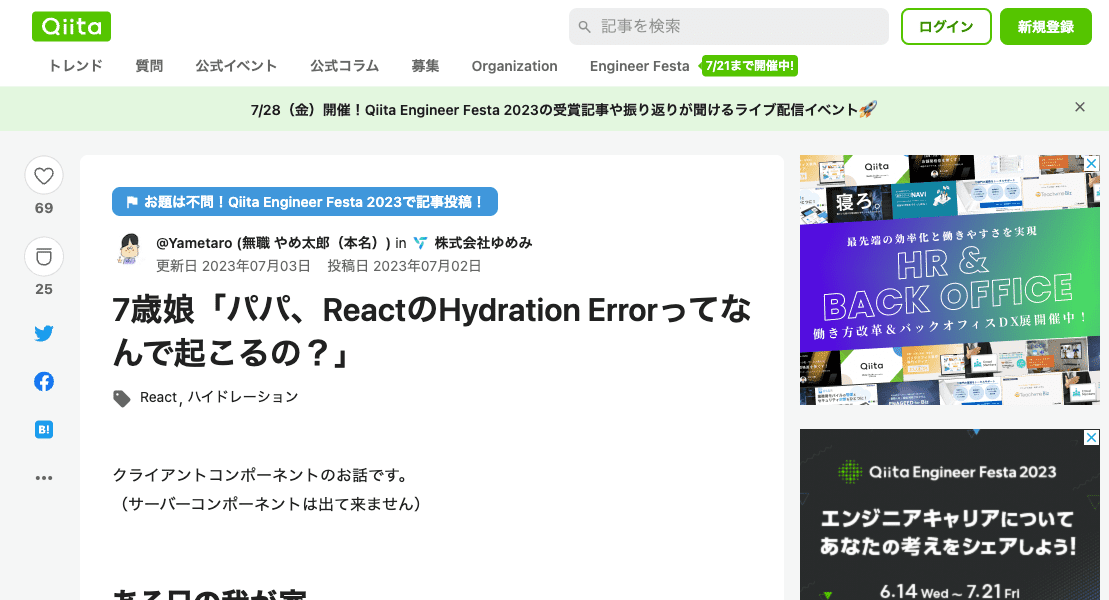 Qiita
記事を検索
ログイン
新規登録
トレンド 質問 公式イベント 公式コラム 募集 Organization Engineer Festa 7/21まで開催中!
7/28（金）開催！Qiita Engineer Festa 2023の受賞記事や振り返りが聞けるライブ配信イベント🚀
69
25
B!
お題は不問！Qiita Engineer Festa 2023で記事投稿！
@Yametaro (無職 やめ太郎（本名）) in 株式会社ゆめみ
更新日 2023年07月03日 投稿日 2023年07月02日
7歳娘「パパ、ReactのHydration Errorってな
んで起こるの？」
React , ハイドレーション
クライアントコンポーネントのお話です。
（サーバーコンポーネントは出て来ません）
ある日の我が家
Qiita
寝ろ。
NAVI
最先端の効率化と働きやすさを実現
HR &
BACK OFFICE
働き方改革＆バックオフィスDX展開催中！
Qiita
Qiita Engineer Festa 2023
エンジニアキャリアについて
あなたの考えをシェアしよう!
6.14 Wed ~ 7.21 Fri